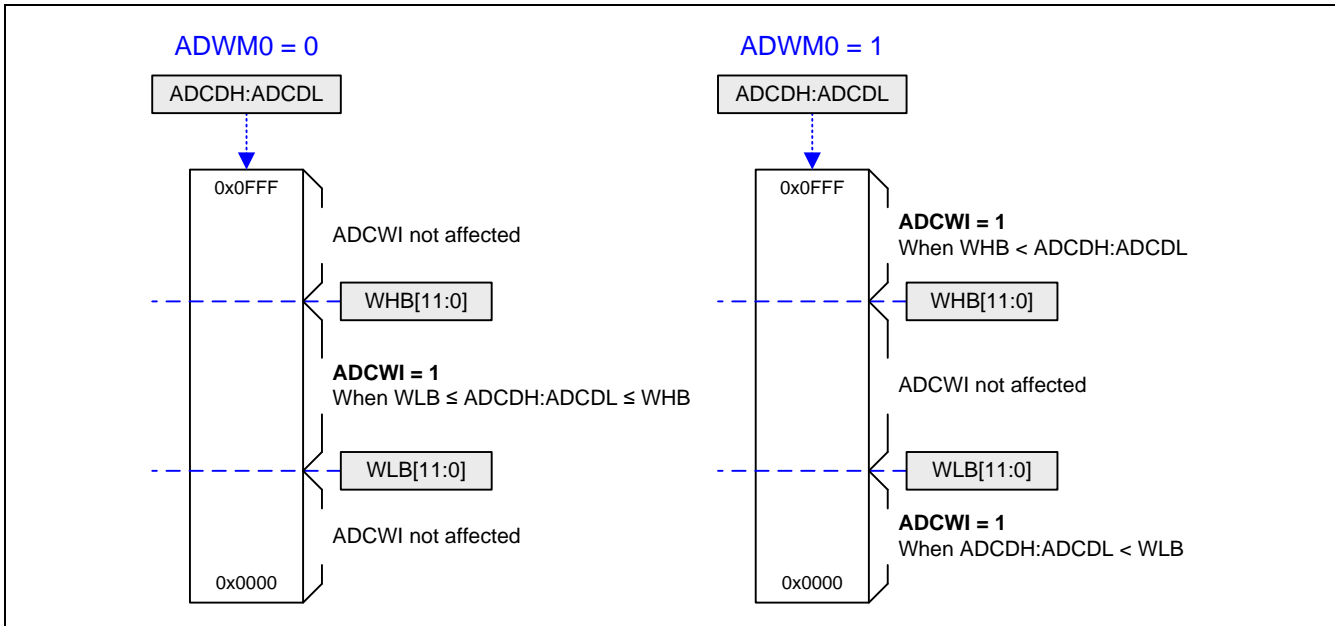 ADWM0 = 0
ADCDH:ADCDL
0x0FFF
ADCWI not affected
WHB[11:0]
ADCWI = 1
When WLB ≤ ADCDH:ADCDL ≤ WHB
WLB[11:0]
ADCWI not affected
0x0000
ADWM0 = 1
ADCDH:ADCDL
0x0FFF
ADCWI = 1
When WHB < ADCDH:ADCDL
WHB[11:0]
ADCWI not affected
WLB[11:0]
ADCWI = 1
When ADCDH:ADCDL < WLB
0x0000